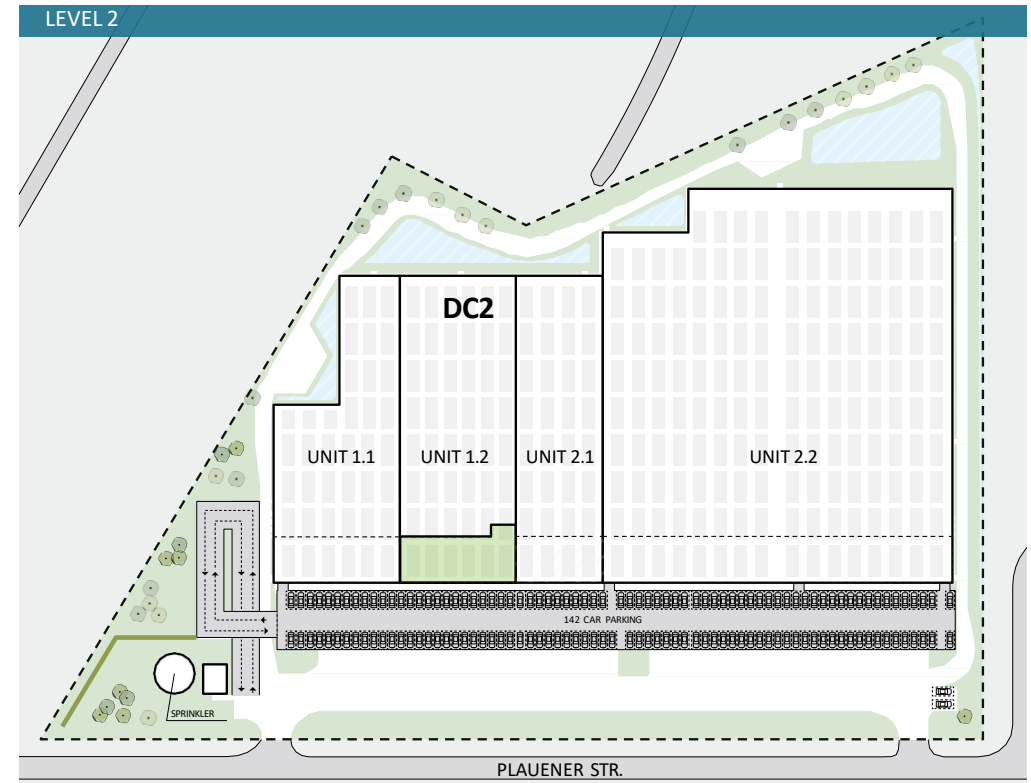 LEVEL 2
DC2
UNIT 1.1
UNIT 1.2
UNIT 2.1
UNIT 2.2
142 CAR PARKING
SPRINKLER
PLAUENER STR.